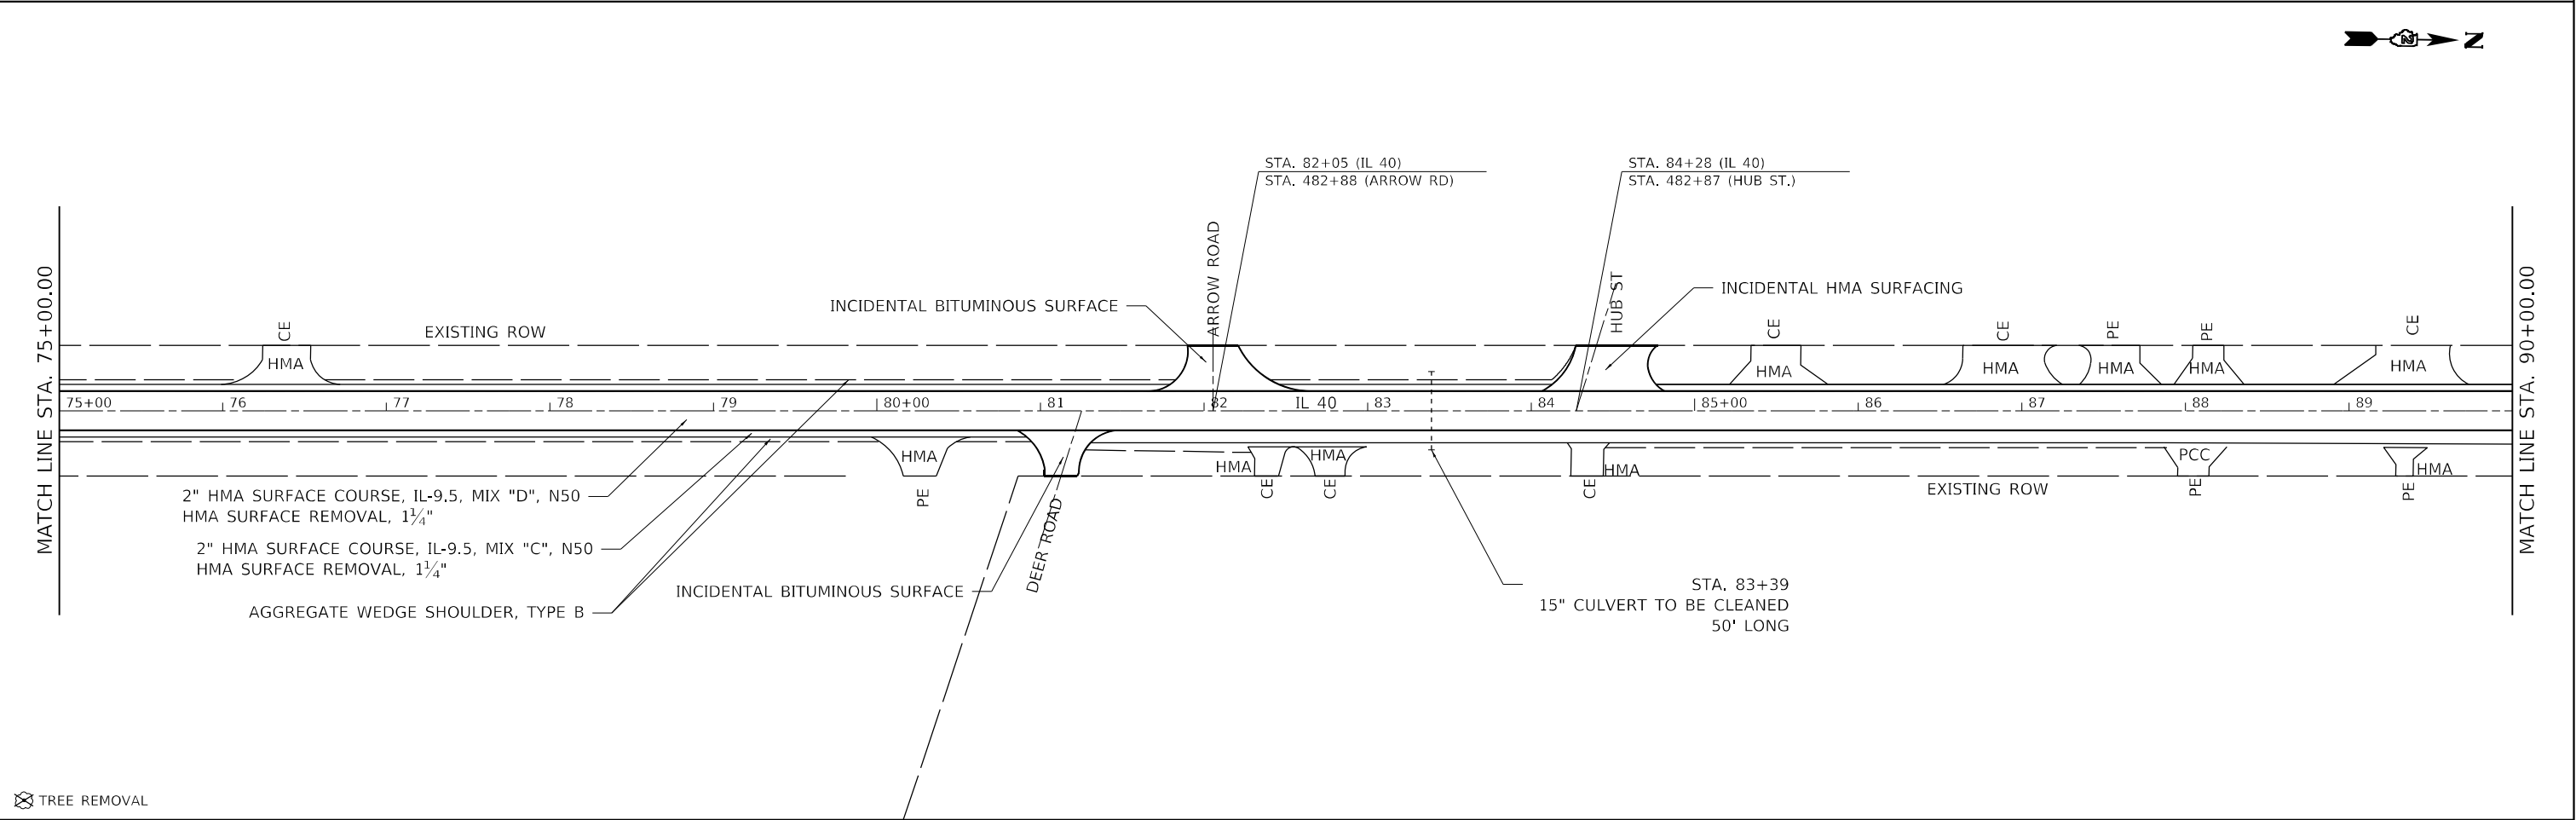 N
STA. 82+05 (IL 40)
STA. 482+88 (ARROW RD)
STA. 84+28 (IL 40)
STA. 482+87 (HUB ST.)
MATCH LINE STA. 75+00.00
ARROW ROAD
HUB ST
INCIDENTAL BITUMINOUS SURFACE
INCIDENTAL HMA SURFACING
EXISTING ROW
CE
CE
CE
PE
PE
CE
HMA
HMA
HMA
HMA
HMA
HMA
75+00
76
77
78
79
80+00
81
82
IL 40
83
84
85+00
86
87
88
89
MATCH LINE STA. 90+00.00
HMA
HMA
HMA
HMA
PCC
HMA
PE
CE
CE
CE
PE
PE
EXISTING ROW
DEER ROAD
2" HMA SURFACE COURSE, IL-9.5, MIX "D", N50
HMA SURFACE REMOVAL, 1¼"
2" HMA SURFACE COURSE, IL-9.5, MIX "C", N50
HMA SURFACE REMOVAL, 1¼"
AGGREGATE WEDGE SHOULDER, TYPE B
INCIDENTAL BITUMINOUS SURFACE
STA. 83+39
15" CULVERT TO BE CLEANED
50' LONG
TREE REMOVAL